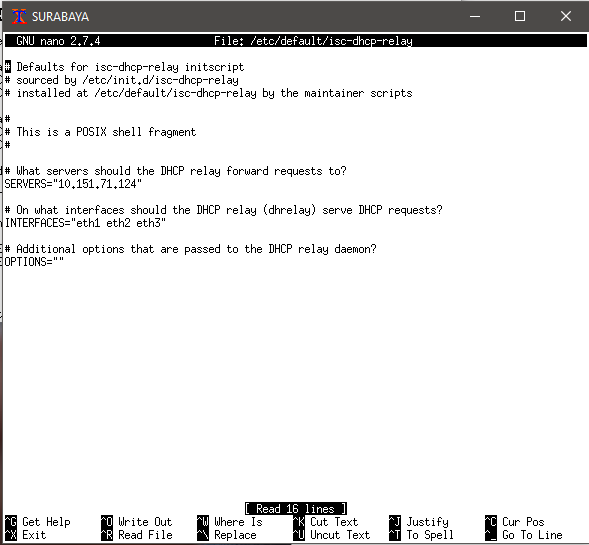 SURABAYA
GNU nano 2.7.4 File: /etc/default/isc-dhcp-relay
# Defaults for isc-dhcp-relay initscript
# sourced by /etc/init.d/isc-dhcp-relay
# installed at /etc/default/isc-dhcp-relay by the maintainer scripts
#
# This is a POSIX shell fragment
#
# What servers should the DHCP relay forward requests to?
SERVERS="10.151.71.124"
# On what interfaces should the DHCP relay (dhrelay) serve DHCP requests?
INTERFACES="eth1 eth2 eth3"
# Additional options that are passed to the DHCP relay daemon?
OPTIONS=""
[ Read 16 lines ]
^G Get Help ^O Write Out ^W Where Is ^K Cut Text ^J Justify ^C Cur Pos
^X Exit ^R Read File ^\ Replace ^U Uncut Text ^T To Spell ^_ Go To Line